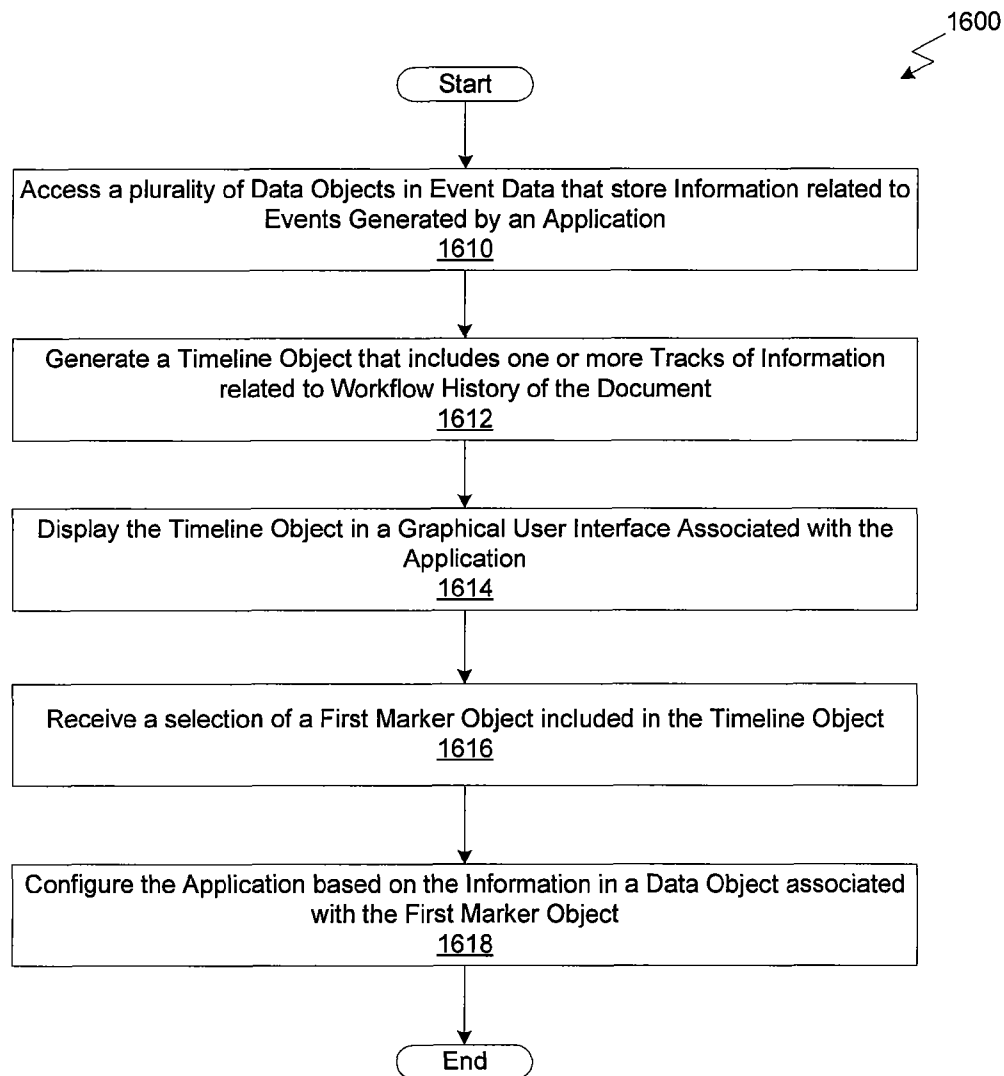 1600
Start
Access a plurality of Data Objects in Event Data that store Information related to
Events Generated by an Application
1610
Generate a Timeline Object that includes one or more Tracks of Information
related to Workflow History of the Document
1612
Display the Timeline Object in a Graphical User Interface Associated with the
Application
1614
Receive a selection of a First Marker Object included in the Timeline Object
1616
Configure the Application based on the Information in a Data Object associated
with the First Marker Object
1618
End